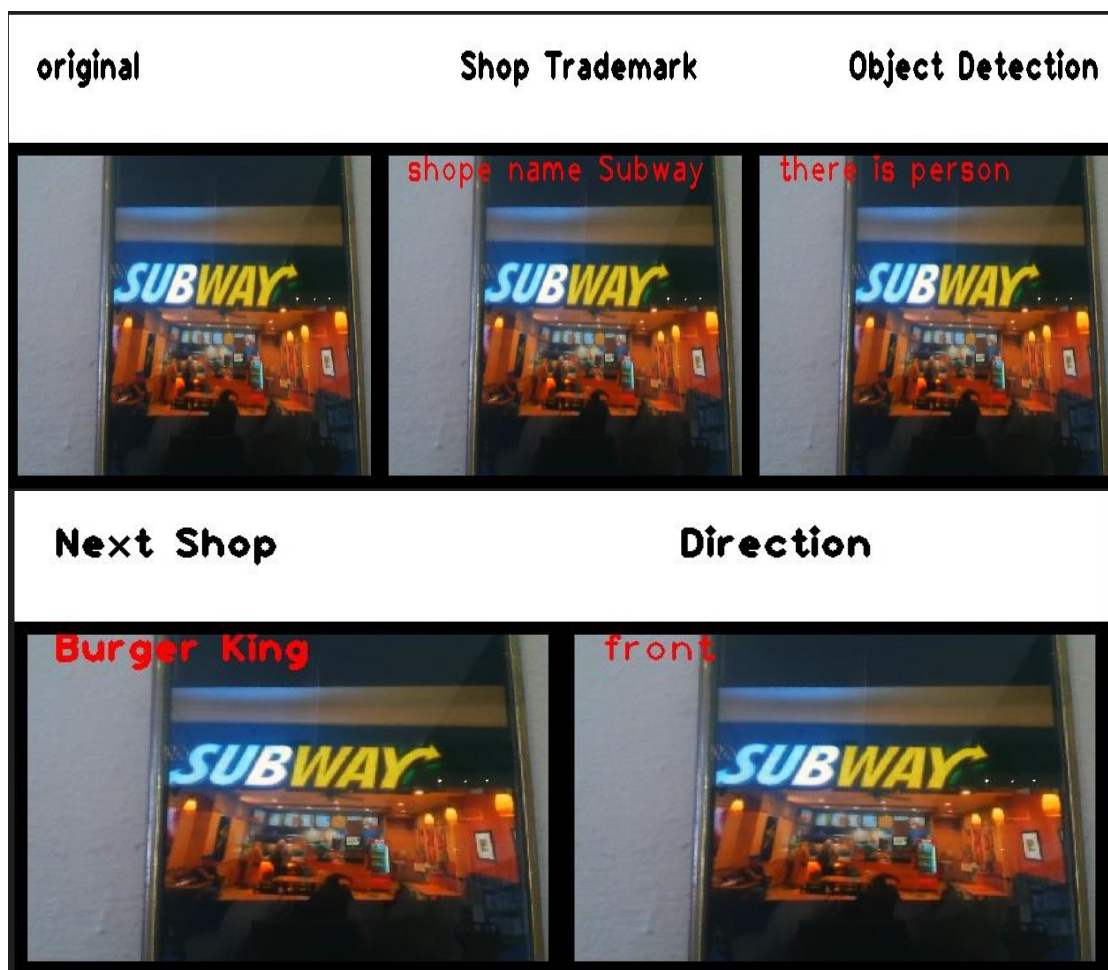 original Shop Trademark Object Detection
shope name Subway there is person
SUBWAY SUBWAY SUBWAY
Next Shop Direction
Burger King front
SUBWAY SUBWAY